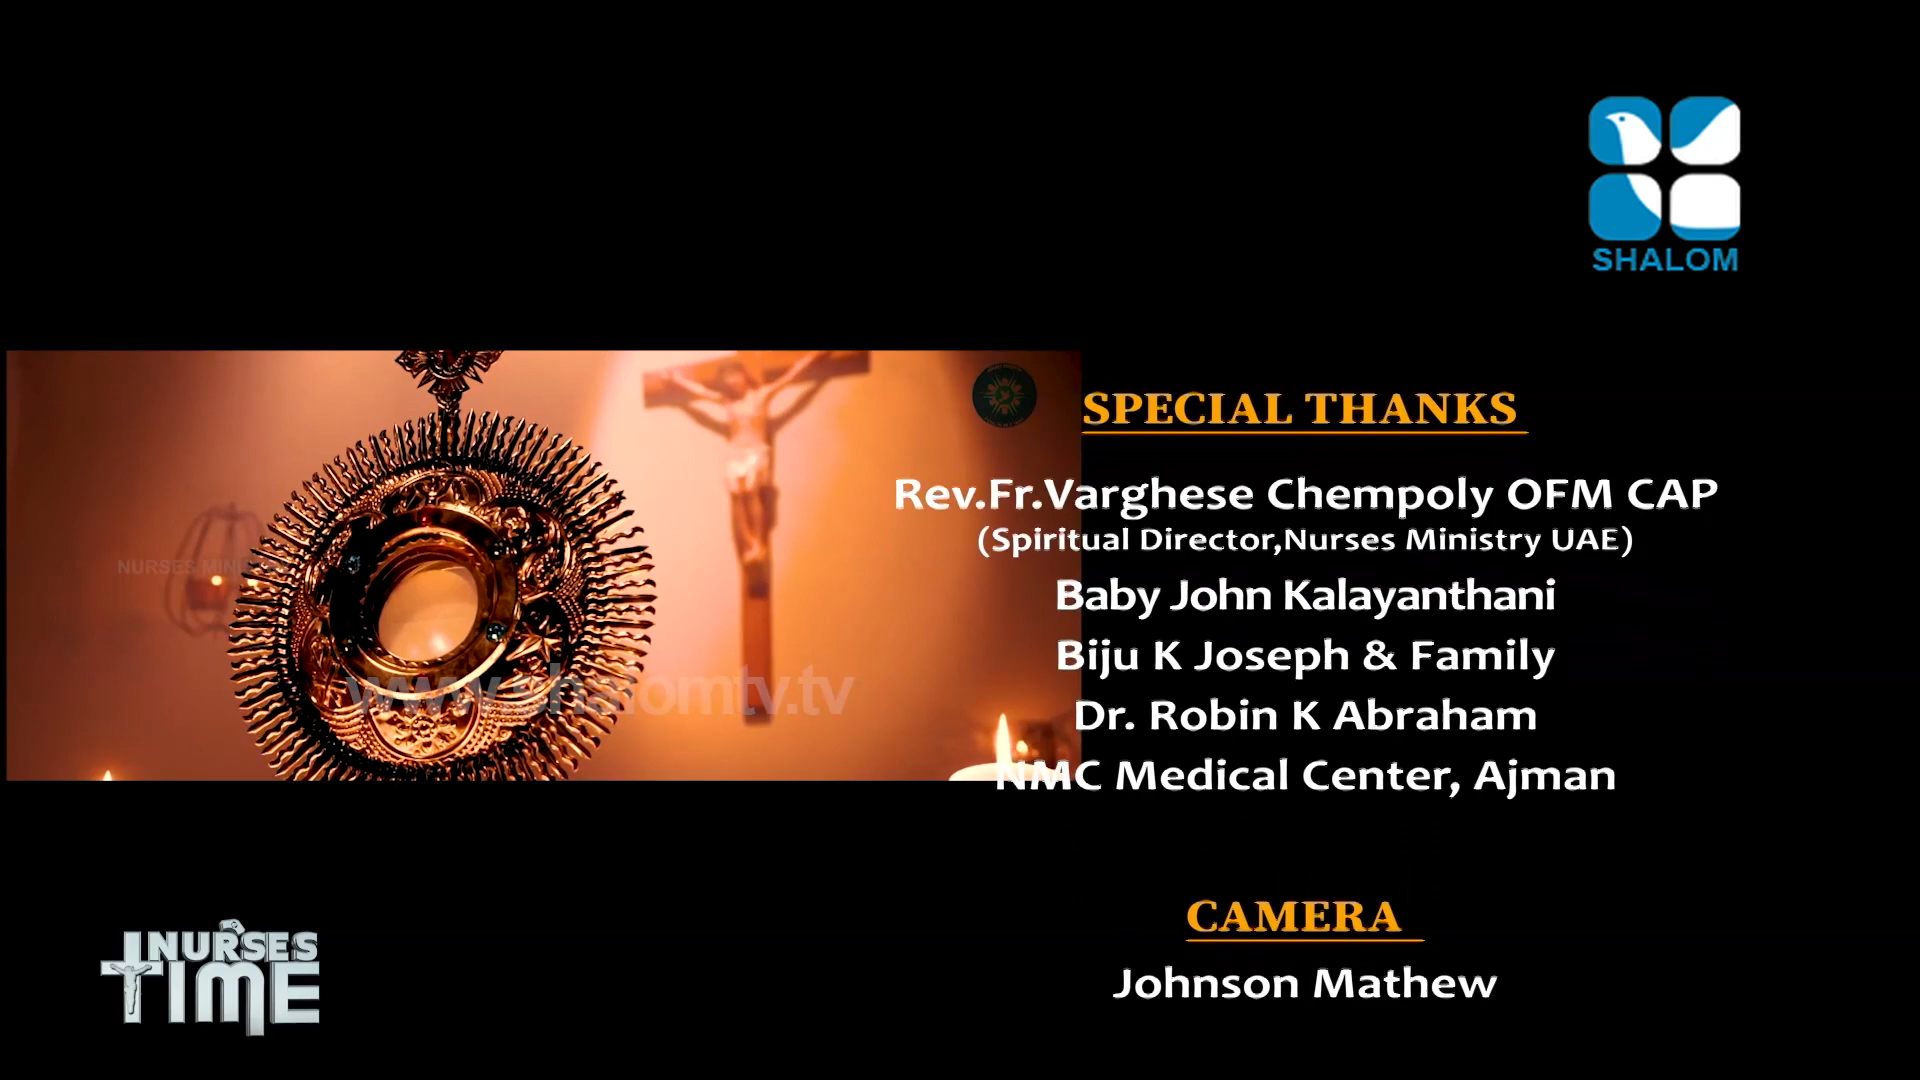 SHALOM
SPECIAL THANKS
Rev.Fr.Varghese Chempoly OFM CAP
(Spiritual Director,Nurses Ministry UAE)
Baby John Kalayanthani
Biju K Joseph & Family
Dr. Robin K Abraham
NMC Medical Center, Ajman
NURSES
www.shalomtv.tv
CAMERA
Johnson Mathew
NURSES
TIME